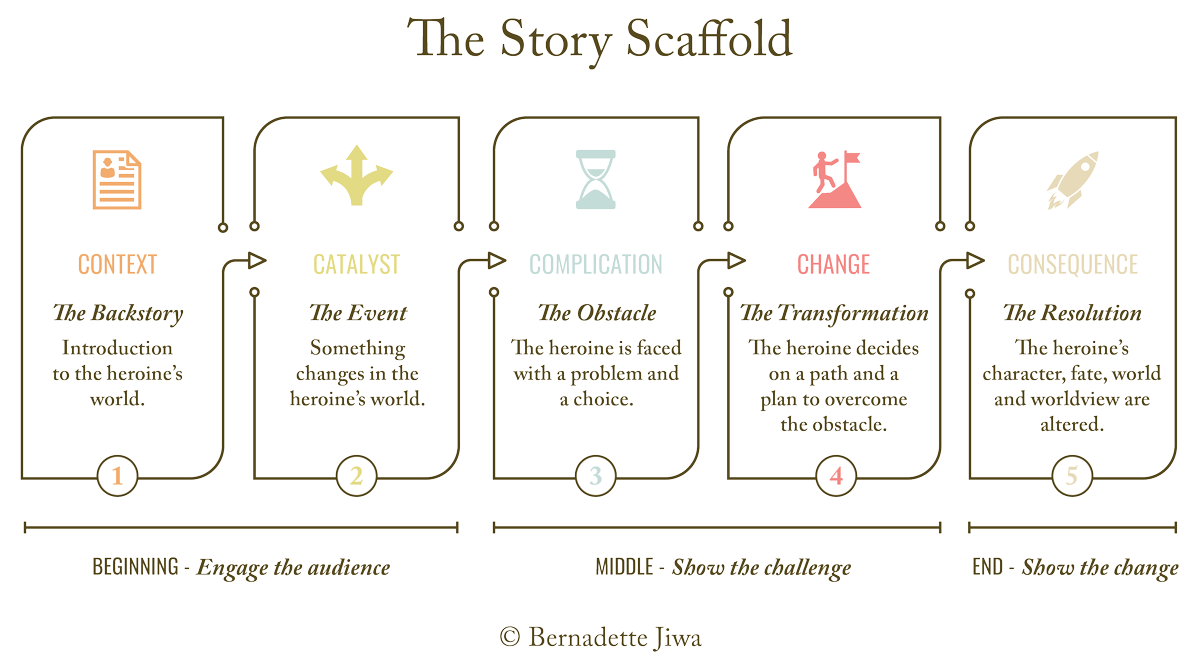 The Story Scaffold
CONTEXT
The Backstory
Introduction
to the heroine’s
world.
1
CATALYST
The Event
Something
changes in the
heroine’s world.
2
COMPLICATION
The Obstacle
The heroine is faced
with a problem and
a choice.
3
CHANGE
The Transformation
The heroine decides
on a path and a
plan to overcome
the obstacle.
4
CONSEQUENCE
The Resolution
The heroine’s
character, fate, world
and worldview are
altered.
5
BEGINNING - Engage the audience
MIDDLE - Show the challenge
END - Show the change
© Bernadette Jiwa